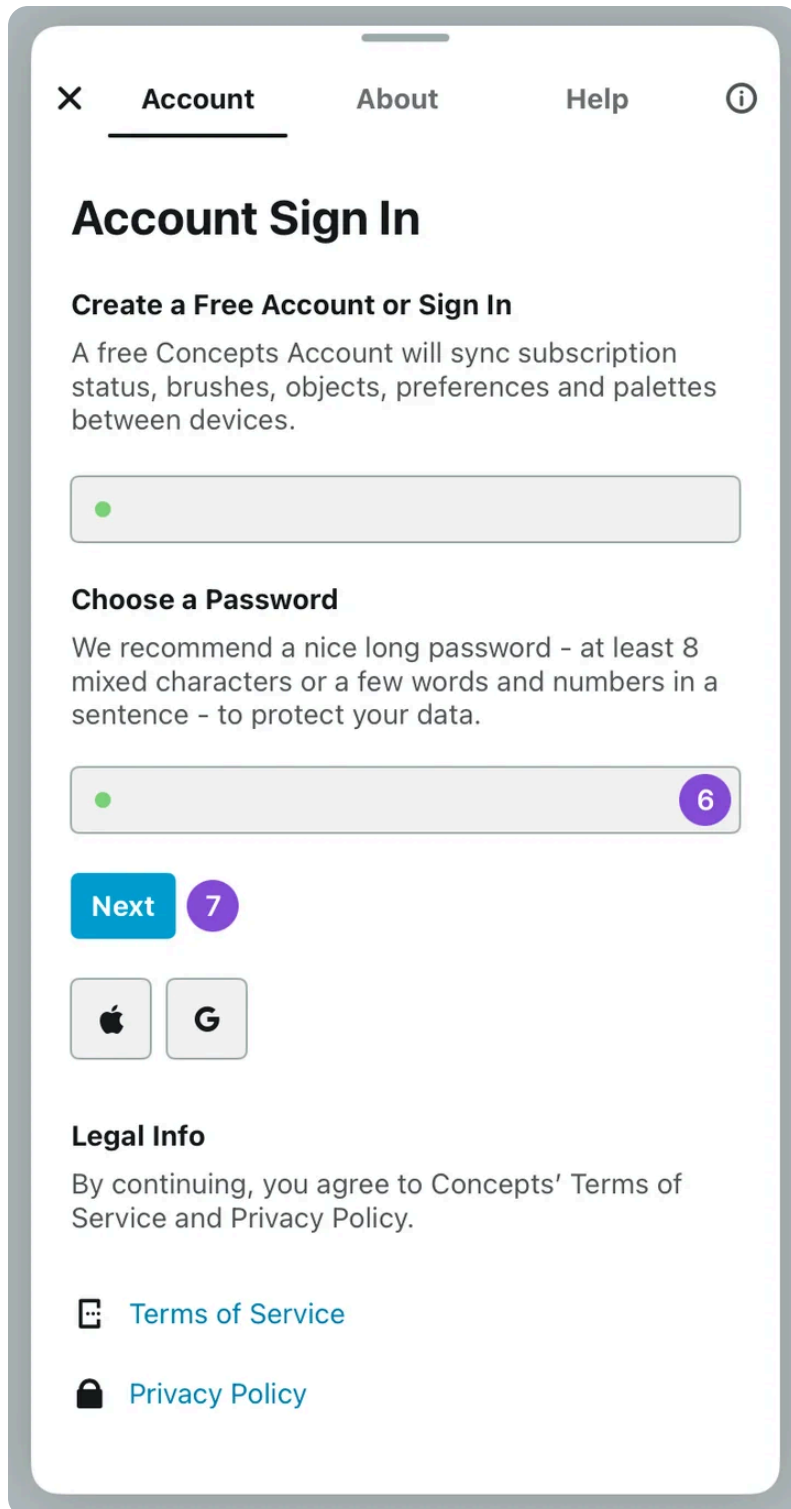 Account About Help
Account Sign In
Create a Free Account or Sign In
A free Concepts Account will sync subscription
status, brushes, objects, preferences and palettes
between devices.
Choose a Password
We recommend a nice long password - at least 8
mixed characters or a few words and numbers in a
sentence - to protect your data.
6
Next 7
G
Legal Info
By continuing, you agree to Concepts’ Terms of
Service and Privacy Policy.
Terms of Service
Privacy Policy